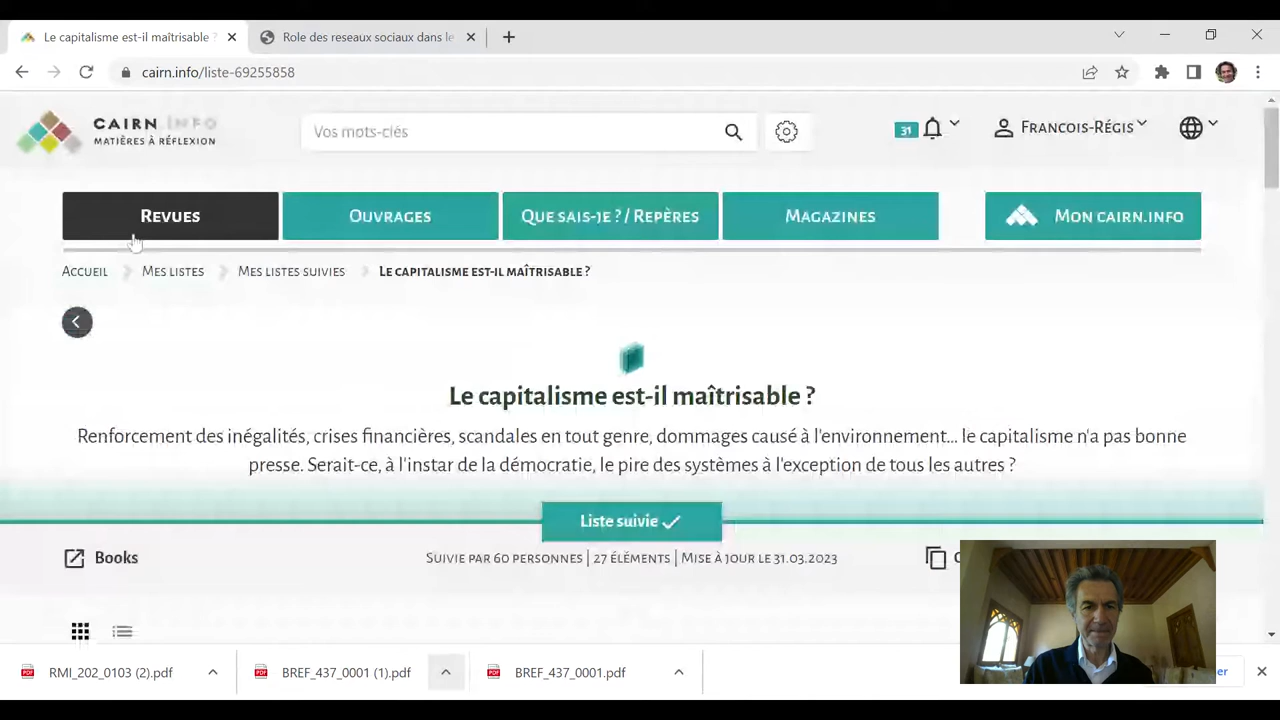 Le capitalisme est-il maîtrisable ?
Role des reseaux sociaux dans le
cairn.info/liste-69255858
CAIRN.INFO
MATIÈRES À RÉFLEXION
Vos mots-clés
31
FRANCOIS-RÉGIS
REVUES
OUVRAGES
QUE SAIS-JE ? / REPÈRES
MAGAZINES
MON CAIRN.INFO
ACCUEIL
MES LISTES
MES LISTES SUIVIES
LE CAPITALISME EST-IL MAÎTRISABLE ?
Le capitalisme est-il maîtrisable ?
Renforcement des inégalités, crises financières, scandales en tout genre, dommages causé à l'environnement... le capitalisme n'a pas bonne
presse. Serait-ce, à l'instar de la démocratie, le pire des systèmes à l'exception de tous les autres ?
Liste suivie
Books
SUIVIE PAR 60 PERSONNES | 27 ÉLÉMENTS | MISE À JOUR LE 31.03.2023
RMI_202_0103 (2).pdf
BREF_437_0001 (1).pdf
BREF_437_0001.pdf